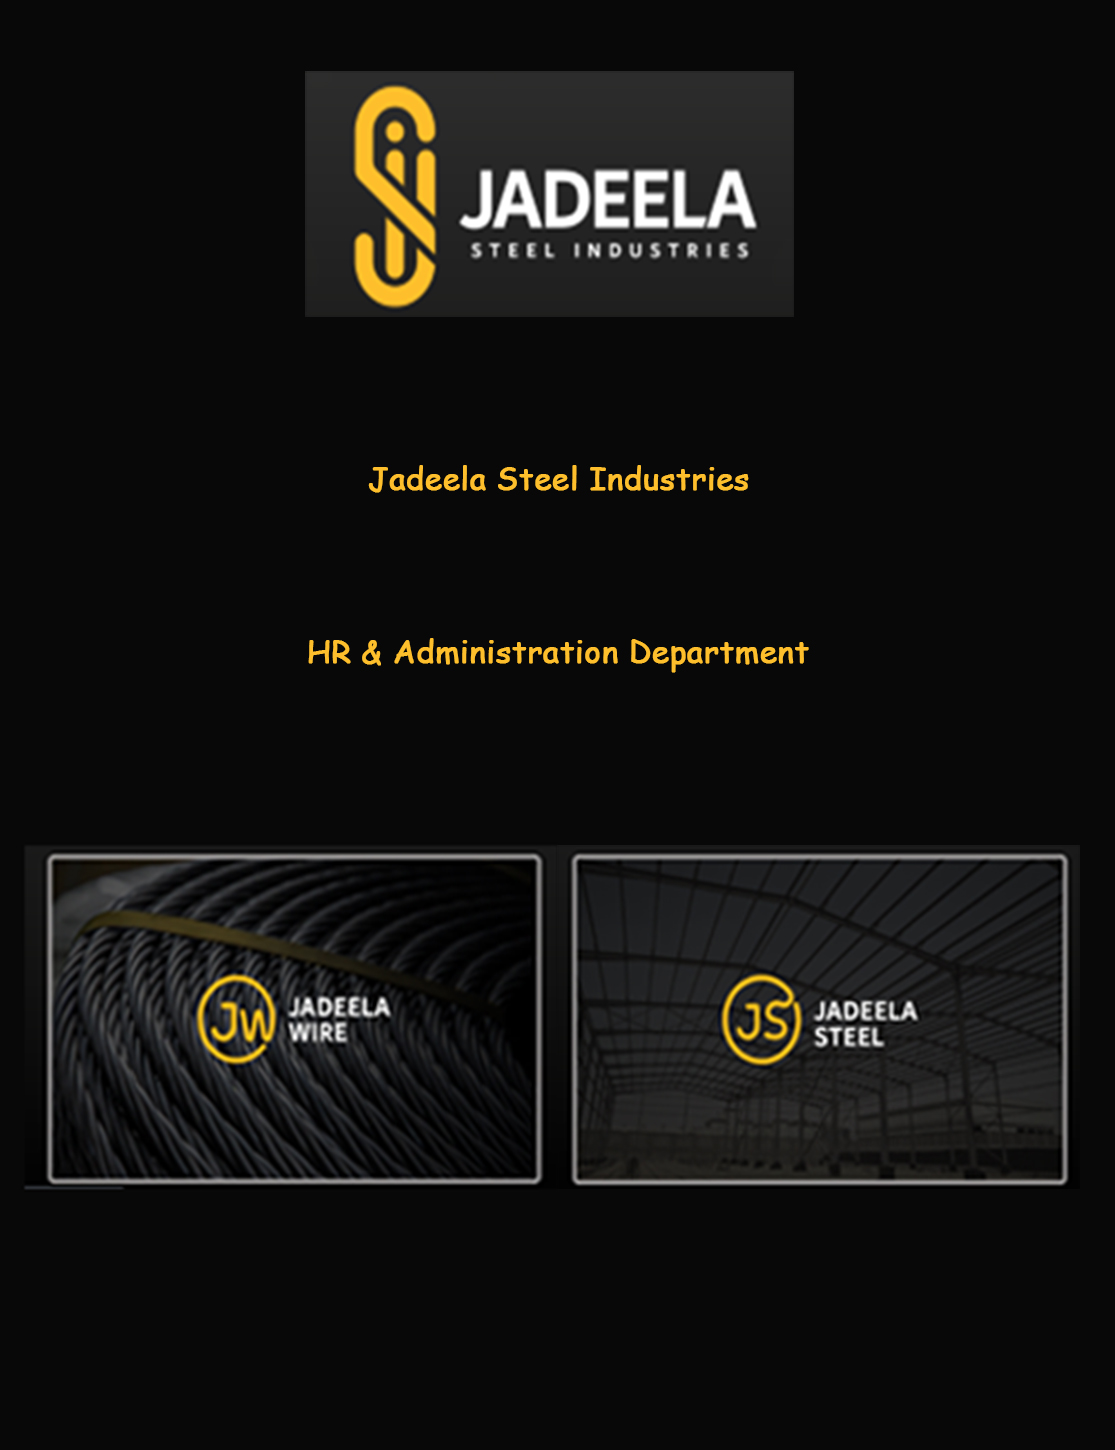 JADEELA
STEEL INDUSTRIES
Jadeela Steel Industries
HR & Administration Department
JW JADEELA
WIRE
JS JADEELA
STEEL